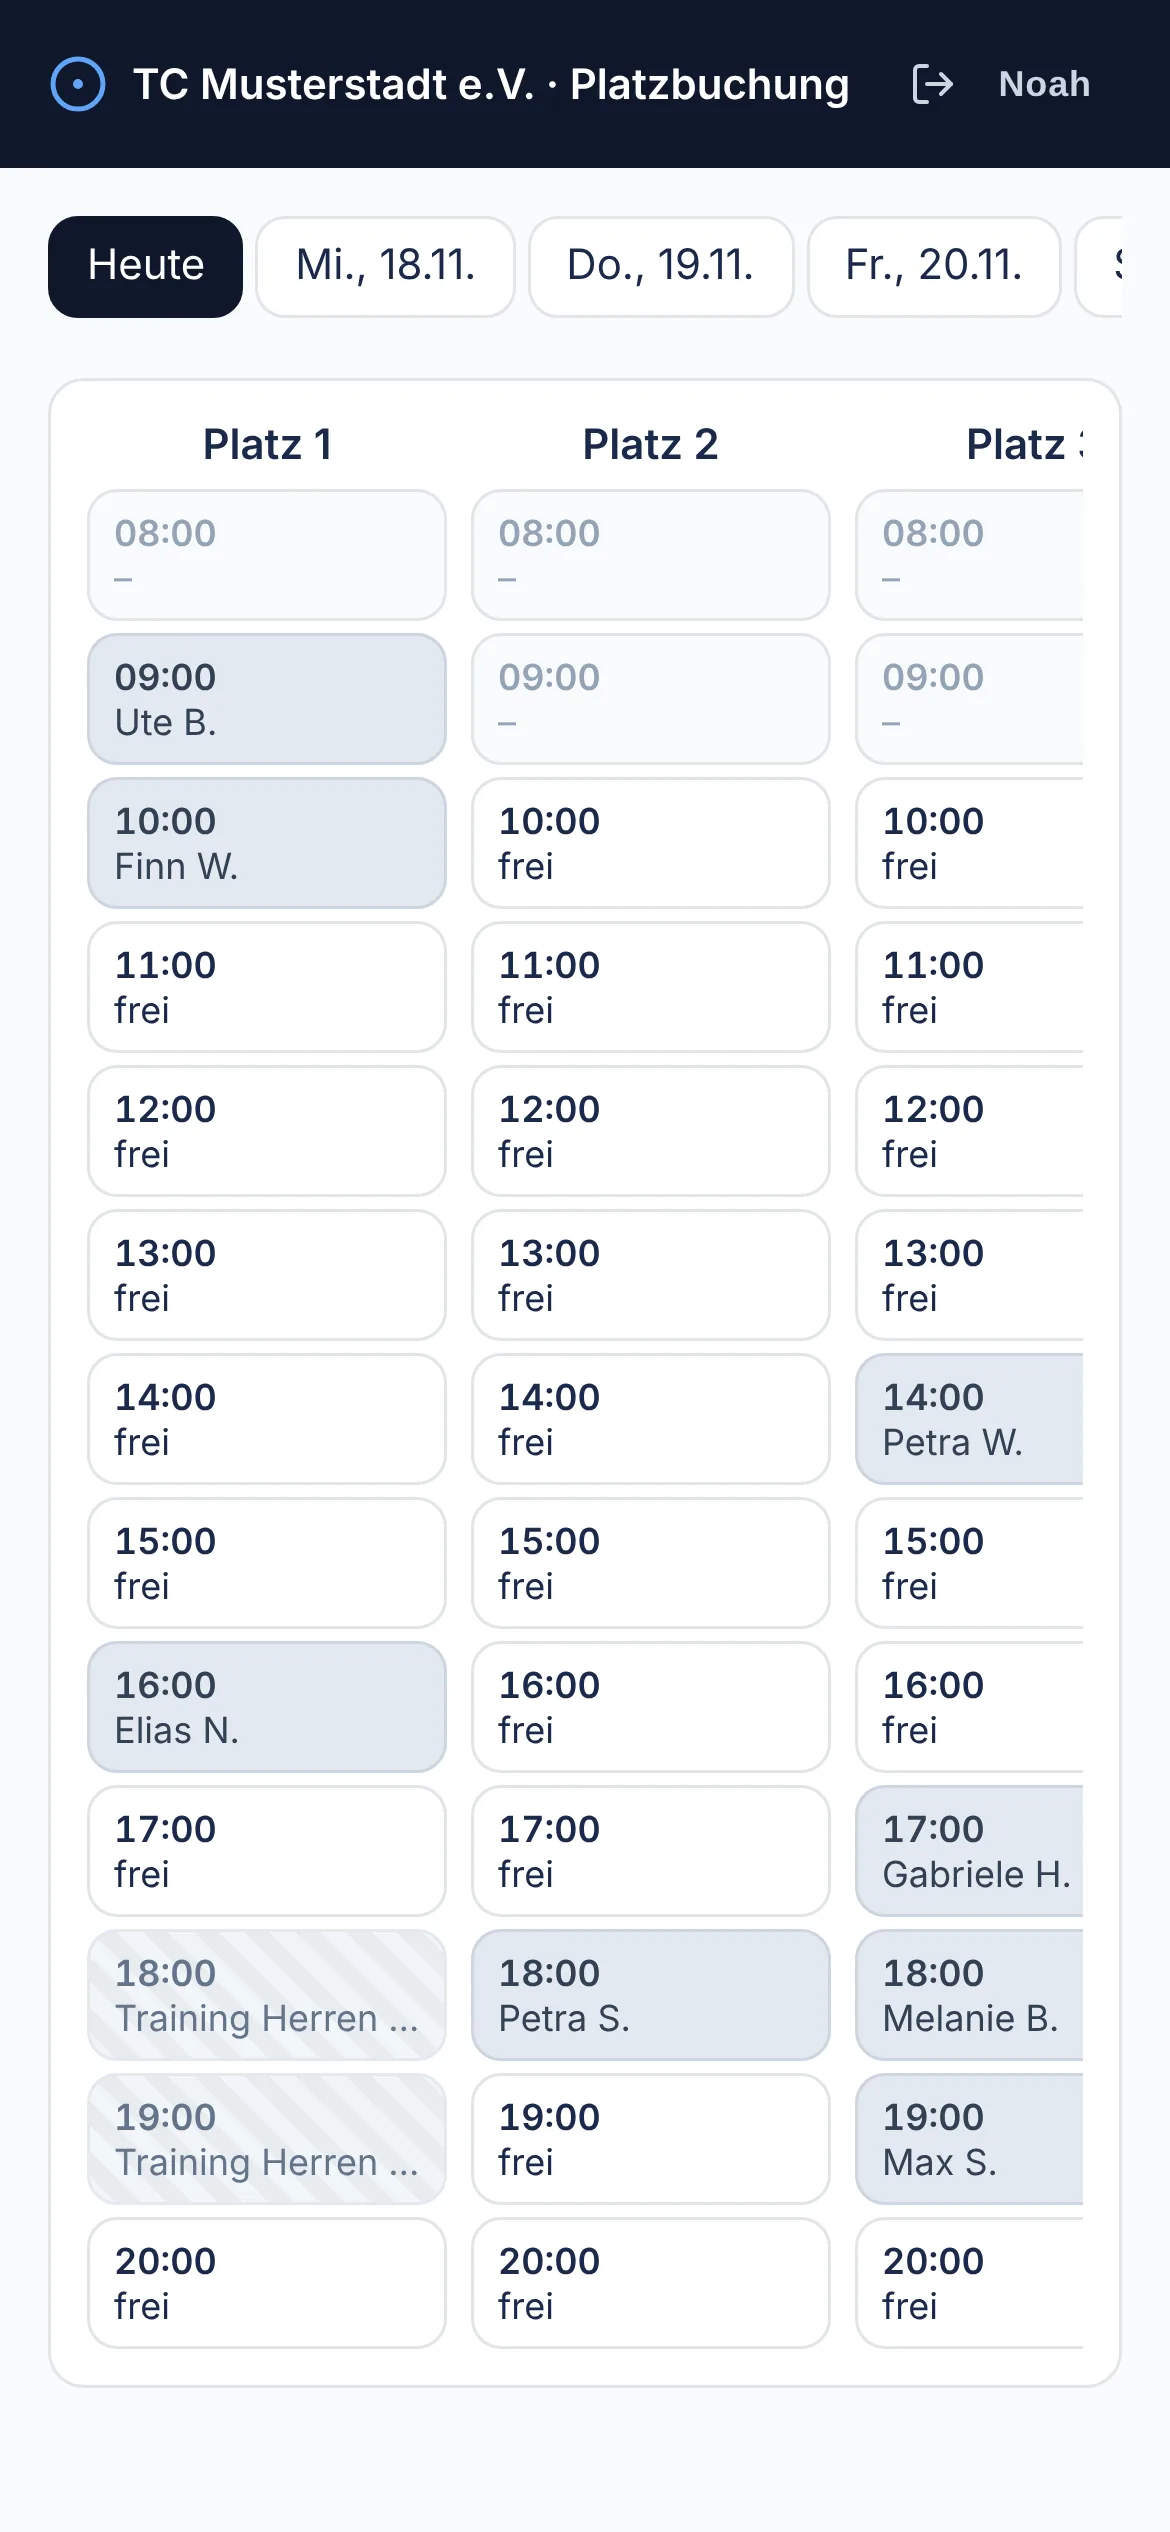 TC Musterstadt e.V. · Platzbuchung
Noah
Heute
Mi., 18.11.
Do., 19.11.
Fr., 20.11.
Platz 1
08:00
–
09:00
Ute B.
10:00
Finn W.
11:00
frei
12:00
frei
13:00
frei
14:00
frei
15:00
frei
16:00
Elias N.
17:00
frei
18:00
Training Herren ...
19:00
Training Herren ...
20:00
frei
Platz 2
08:00
–
09:00
–
10:00
frei
11:00
frei
12:00
frei
13:00
frei
14:00
frei
15:00
frei
16:00
frei
17:00
frei
18:00
Petra S.
19:00
frei
20:00
frei
Platz
08:00
–
09:00
–
10:00
frei
11:00
frei
12:00
frei
13:00
frei
14:00
Petra W.
15:00
frei
16:00
frei
17:00
Gabriele H.
18:00
Melanie B.
19:00
Max S.
20:00
frei